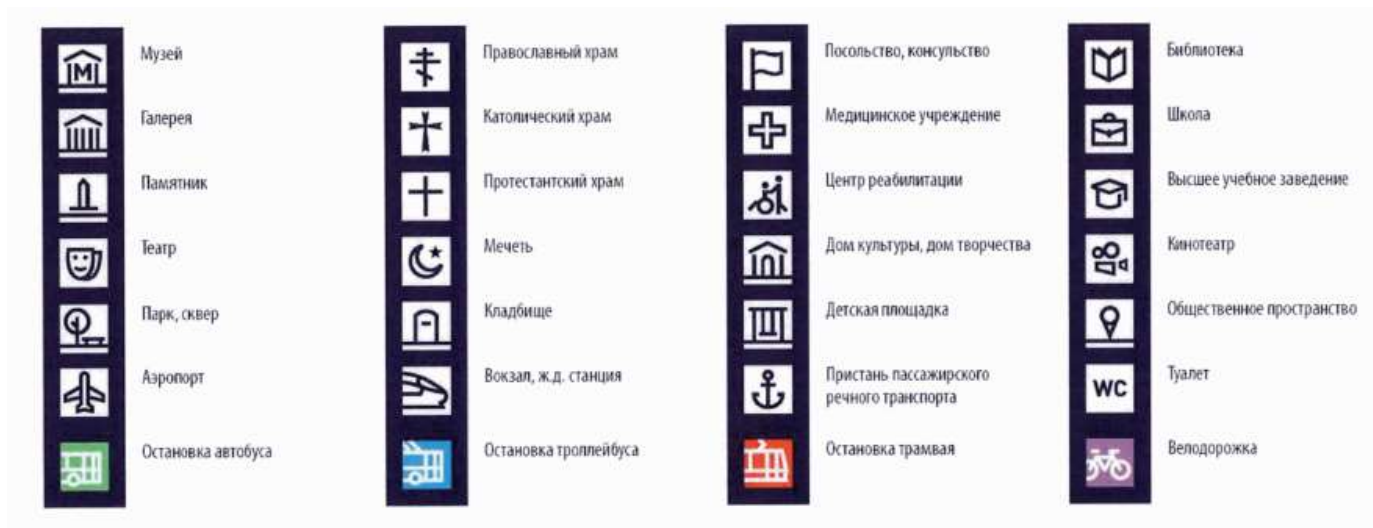 Музей
Галерея
Памятник
Театр
Парк, сквер
Аэропорт
Остановка автобуса
Православный храм
Католический храм
Протестантский храм
Мечеть
Кладбище
Вокзал, ж.д. станция
Остановка троллейбуса
Посольство, консульство
Медицинское учреждение
Центр реабилитации
Дом культуры, дом творчества
Детская площадка
Пристань пассажирского
речного транспорта
Остановка трамвая
Библиотека
Школа
Высшее учебное заведение
Кинотеатр
Общественное пространство
WC
Туалет
Велодорожка
М